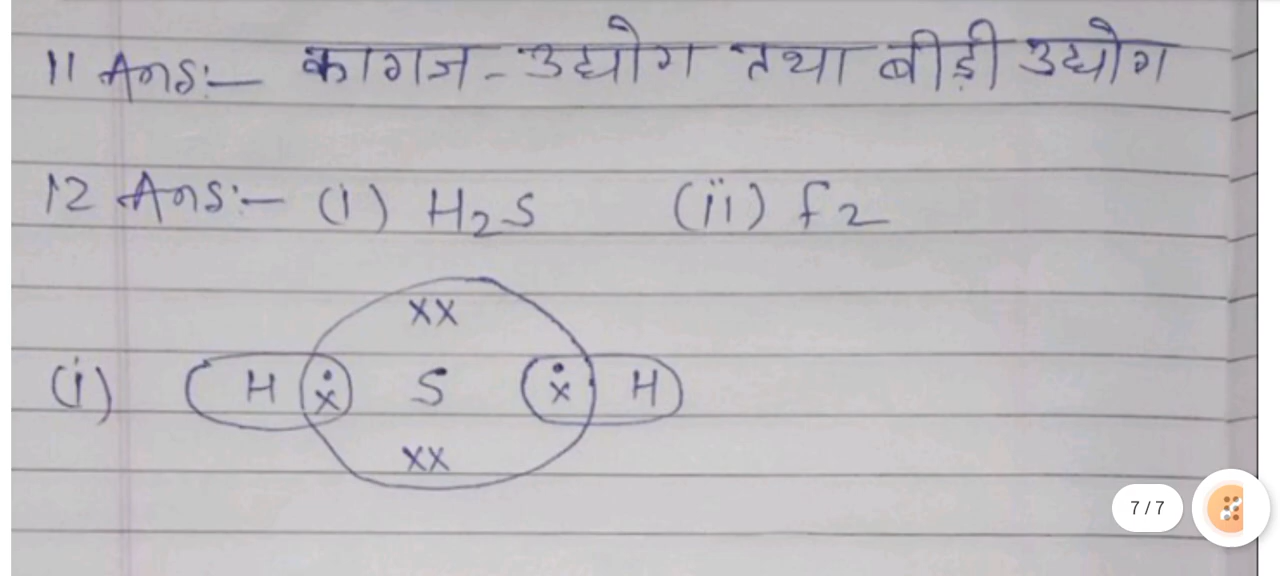 11 Ans:- कागज - उद्योग तथा बीड़ी उद्योग
12 Ans:- (i) H₂S (ii) f₂
xx
(i) H •x S •x H
xx
7/7